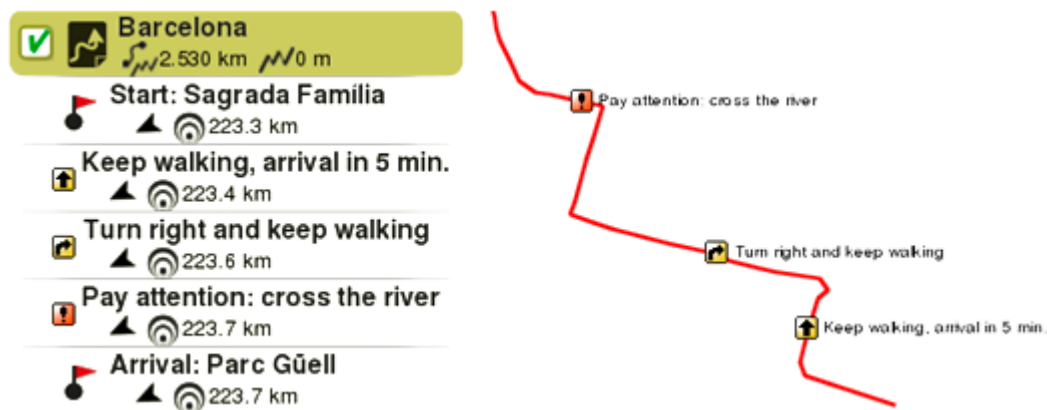 Barcelona
2.530 km 0 m
Start: Sagrada Família
223.3 km
Keep walking, arrival in 5 min.
223.4 km
Turn right and keep walking
223.6 km
Pay attention: cross the river
223.7 km
Arrival: Parc Gūell
223.7 km
Pay attention: cross the river
Turn right and keep walking
Keep walking, arrival in 5 min.